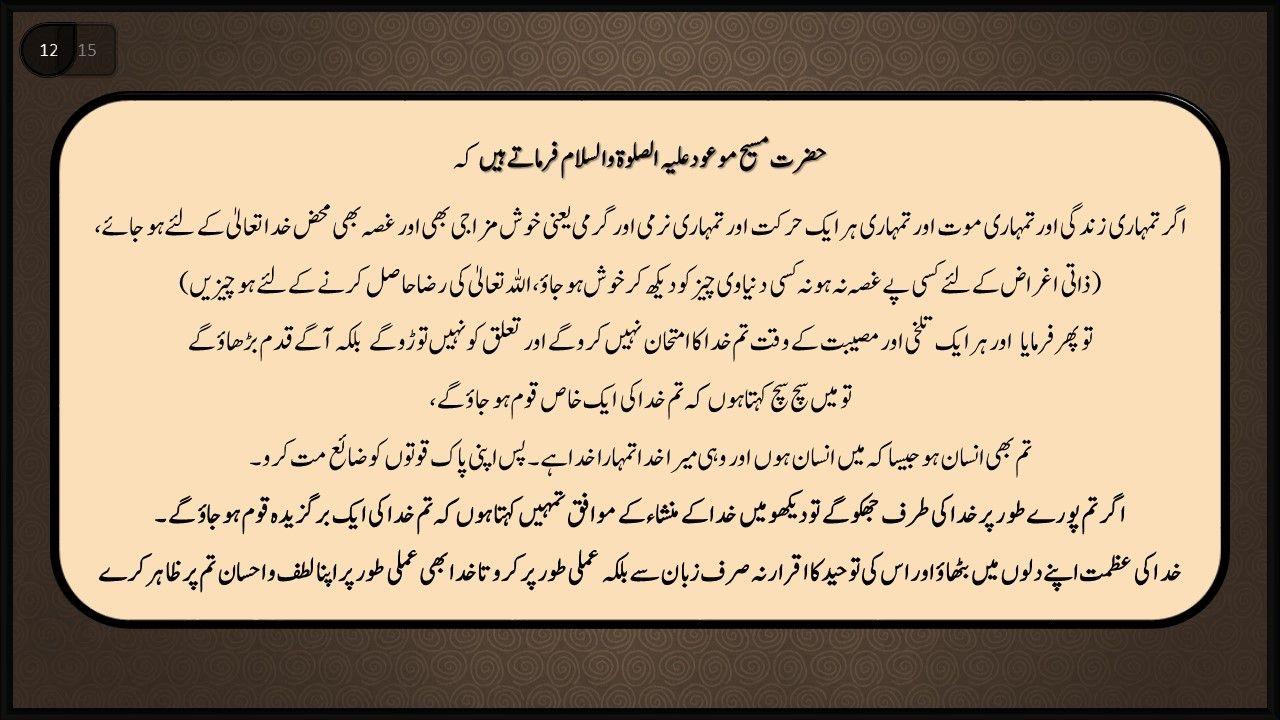 12 15
حضرت مسیح موعود علیہ الصلوۃ والسلام فرماتے ہیں کہ
اگر تمہاری زندگی اور تمہاری موت اور تمہاری ہر ایک حرکت اور تمہاری نرمی اور گرمی یعنی خوش مزاجی بھی اور غصہ بھی محض خدا تعالیٰ کے لئے ہو جائے،
(ذاتی اغراض کے لئے کسی پے غصہ نہ ہو نہ کسی دنیاوی چیز کو دیکھ کر خوش ہو جاؤ، اللہ تعالیٰ کی رضا حاصل کرنے کے لئے ہو چیزیں)
تو پھر فرمایا اور ہر ایک تلخی اور مصیبت کے وقت تم خدا کا امتحان نہیں کرو گے اور تعلق کو نہیں توڑو گے بلکہ آگے قدم بڑھاؤ گے
تو میں سچ سچ کہتا ہوں کہ تم خدا کی ایک خاص قوم ہو جاؤ گے،
تم بھی انسان ہو جیسا کہ میں انسان ہوں اور وہی میرا خدا تمہارا خدا ہے۔ پس اپنی پاک قوتوں کو ضائع مت کرو۔
اگر تم پورے طور پر خدا کی طرف جھکو گے تو دیکھو میں خدا کے منشاء کے موافق تمہیں کہتا ہوں کہ تم خدا کی ایک برگزیدہ قوم ہو جاؤ گے۔
خدا کی عظمت اپنے دلوں میں بٹھاؤ اور اس کی توحید کا اقرار نہ صرف زبان سے بلکہ عملی طور پر کرو تا خدا بھی عملی طور پر اپنا لطف و احسان تم پر ظاہر کرے